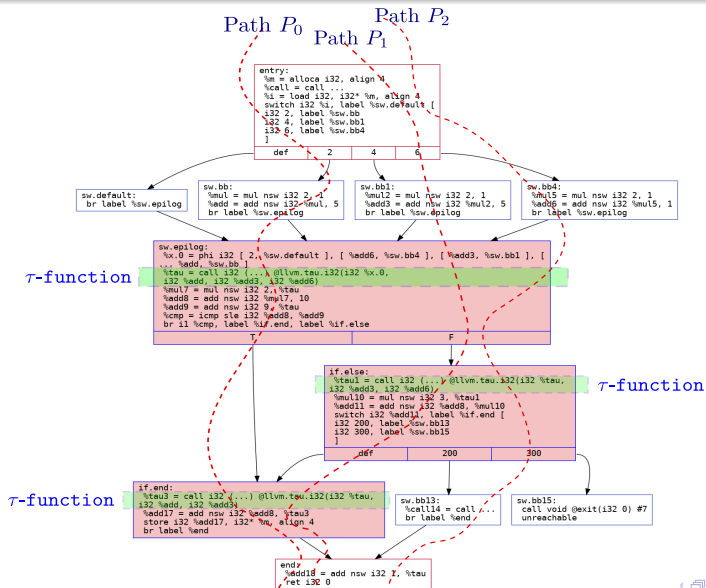 Path P₂
Path P₀
Path P₁
entry:
%m = alloca i32, align 4
%call = call ...
%i = load i32, i32* %m, align 4
switch i32 %i, label %sw.default [
i32 2, label %sw.bb
i32 4, label %sw.bb1
i32 6, label %sw.bb4
]
def 2 4 6
sw.default:
br label %sw.epilog
sw.bb:
%mul = mul nsw i32 2, 1
%add = add nsw i32 %mul, 5
br label %sw.epilog
sw.bb1:
%mul2 = mul nsw i32 2, 1
%add3 = add nsw i32 %mul2, 5
br label %sw.epilog
sw.bb4:
%mul5 = mul nsw i32 2, 1
%add6 = add nsw i32 %mul5, 1
br label %sw.epilog
sw.epilog:
%x.0 = phi i32 [ 2, %sw.default ], [ %add6, %sw.bb4 ], [ %add3, %sw.bb1 ], [
... %add, %sw.bb ]
τ-function
%tau = call i32 (...) @llvm.tau.i32(i32 %x.0,
i32 %add, i32 %add3, i32 %add6)
%mul7 = mul nsw i32 2, %tau
%add8 = add nsw i32 %mul7, 10
%add9 = add nsw i32 9, %tau
%cmp = icmp sle i32 %add8, %add9
br i1 %cmp, label %if.end, label %if.else
T F
if.else:
%tau1 = call i32 (...) @llvm.tau.i32(i32 %tau,
i32 %add3, i32 %add6)
τ-function
%mul10 = mul nsw i32 3, %tau1
%add11 = add nsw i32 %add8, %mul10
switch i32 %add11, label %if.end [
i32 200, label %sw.bb13
i32 300, label %sw.bb15
]
def 200 300
if.end:
τ-function
%tau3 = call i32 (...) @llvm.tau.i32(i32 %tau,
i32 %add, i32 %add3)
%add17 = add nsw i32 %add8, %tau3
store i32 %add17, i32* %m, align 4
br label %end
sw.bb13:
%call14 = call ...
br label %end
sw.bb15:
call void @exit(i32 0) #7
unreachable
end:
%add18 = add nsw i32 1, %tau
ret i32 0